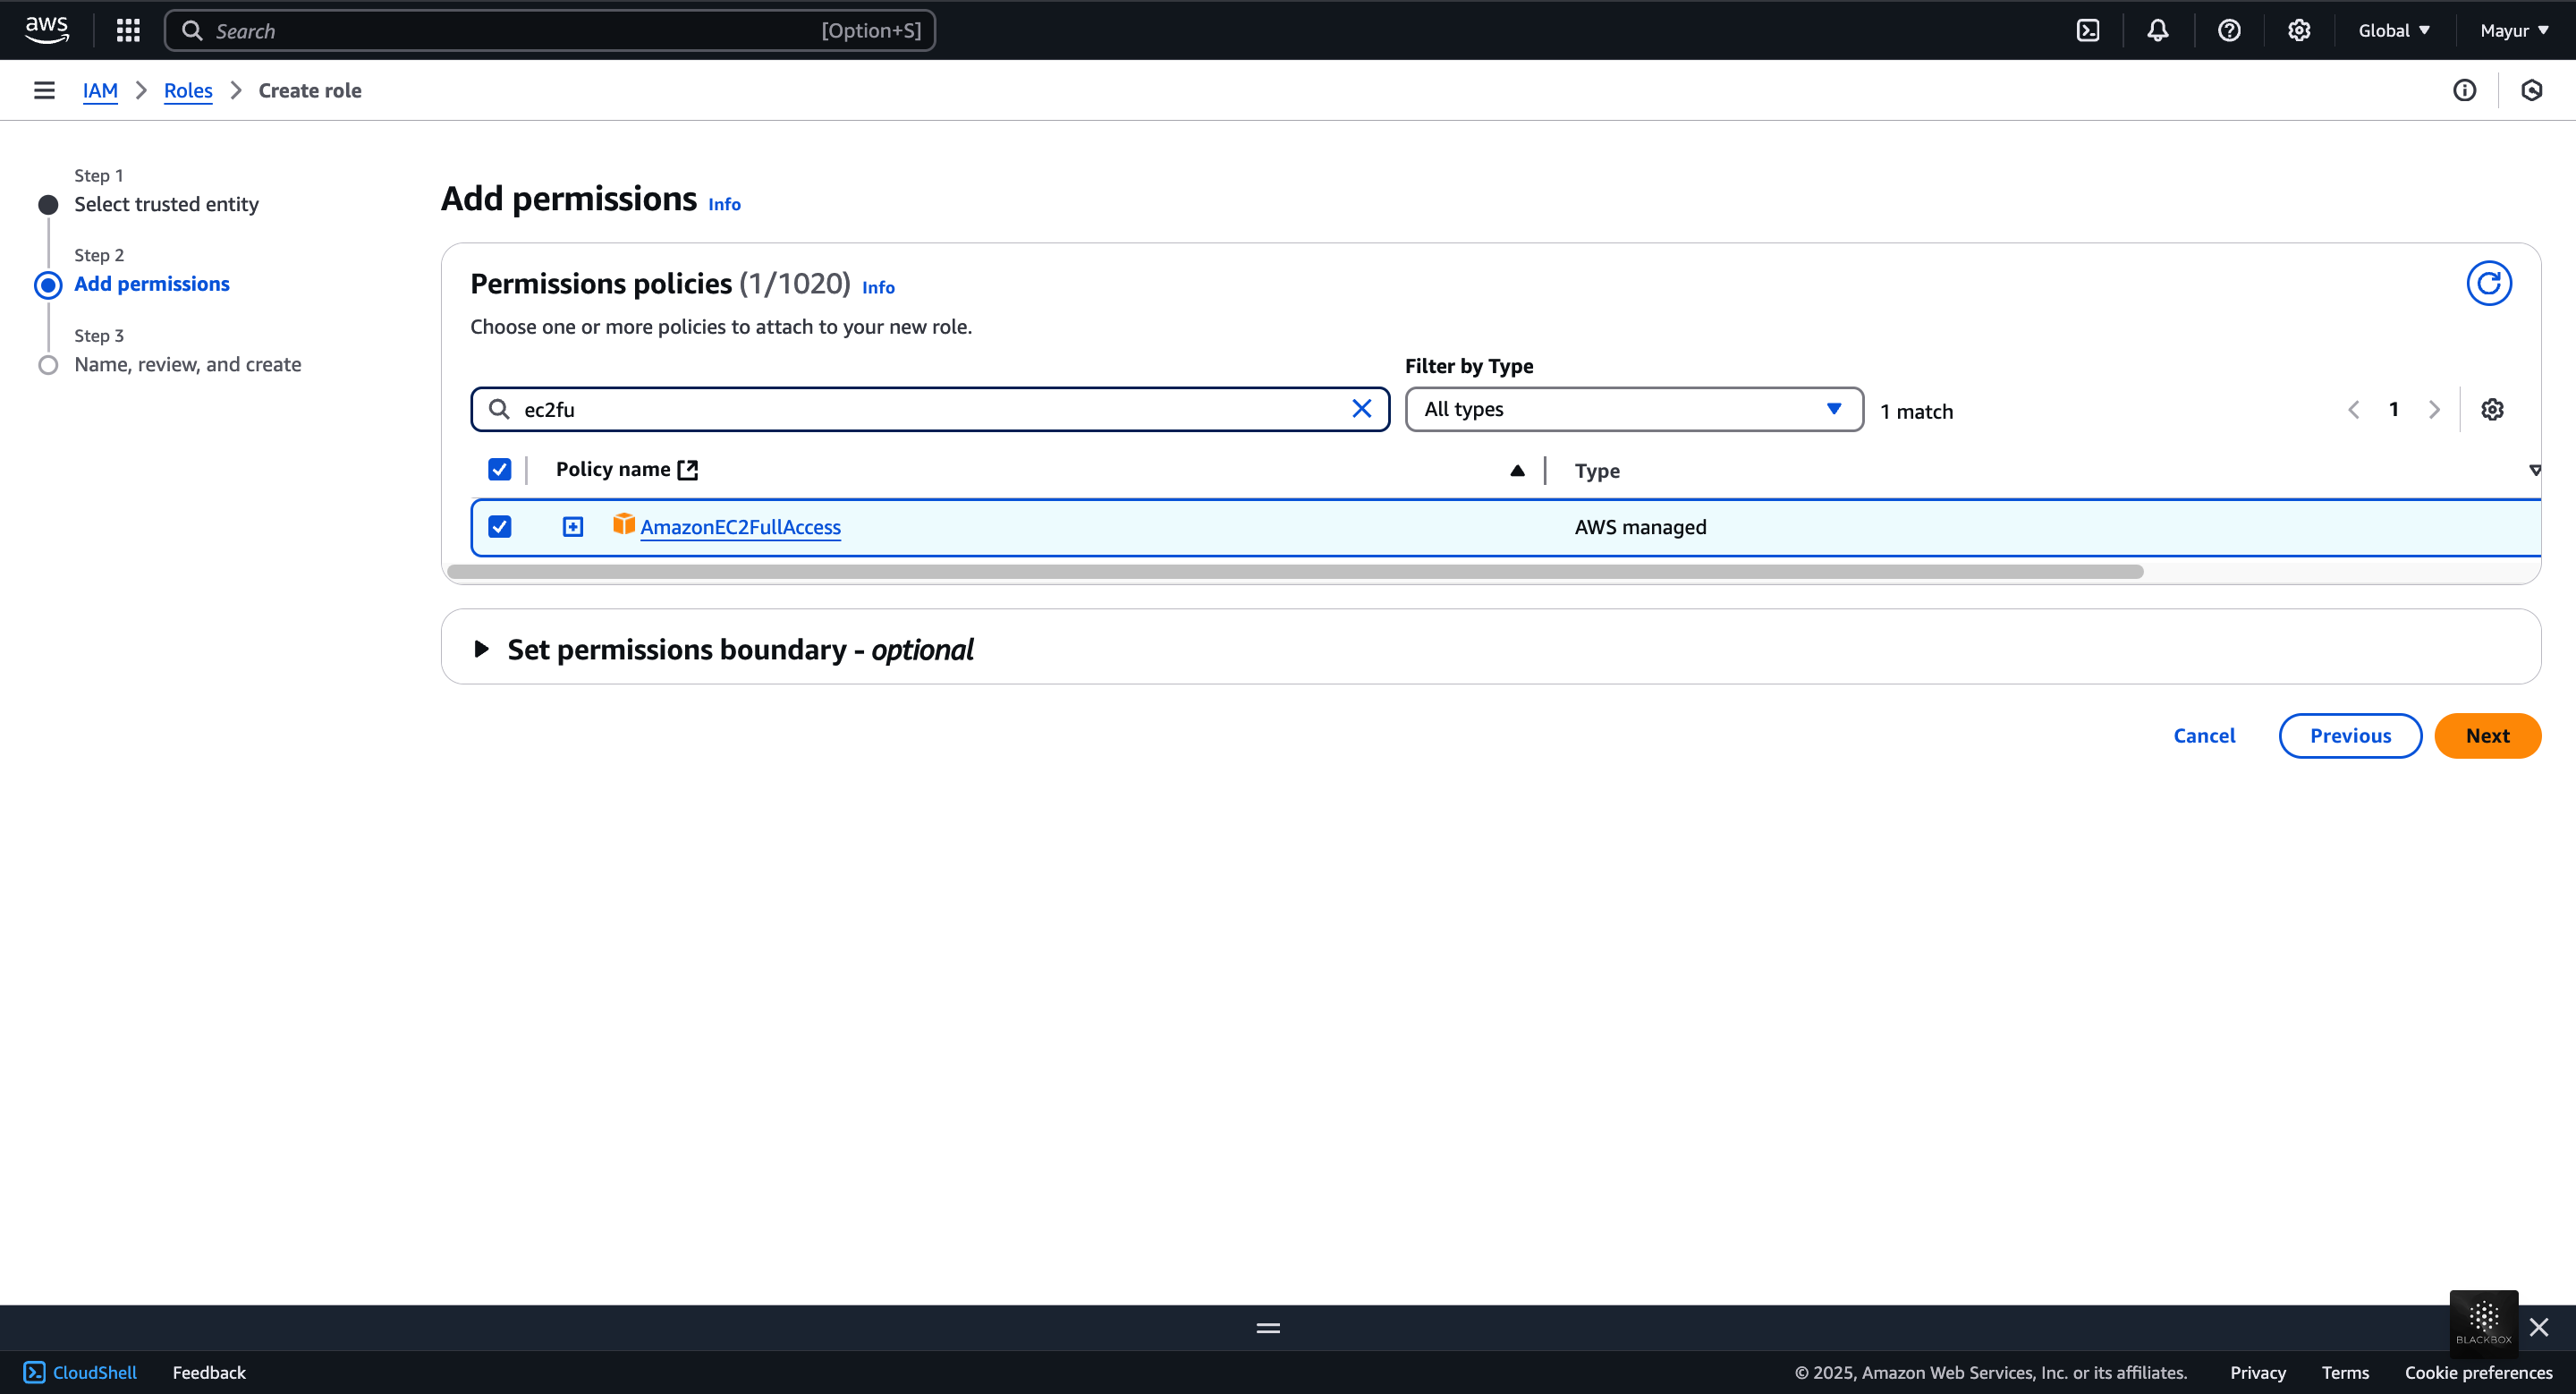 aws
Search [Option+S] Global Mayur
IAM Roles Create role
Step 1
Select trusted entity
Step 2
Add permissions
Step 3
Name, review, and create
Add permissions Info
Permissions policies (1/1020) Info
Choose one or more policies to attach to your new role.
Filter by Type
ec2fu All types 1 match 1
Policy name Type
AmazonEC2FullAccess AWS managed
Set permissions boundary - optional
Cancel Previous Next
BLACKBOX
CloudShell Feedback © 2025, Amazon Web Services, Inc. or its affiliates. Privacy Terms Cookie preferences